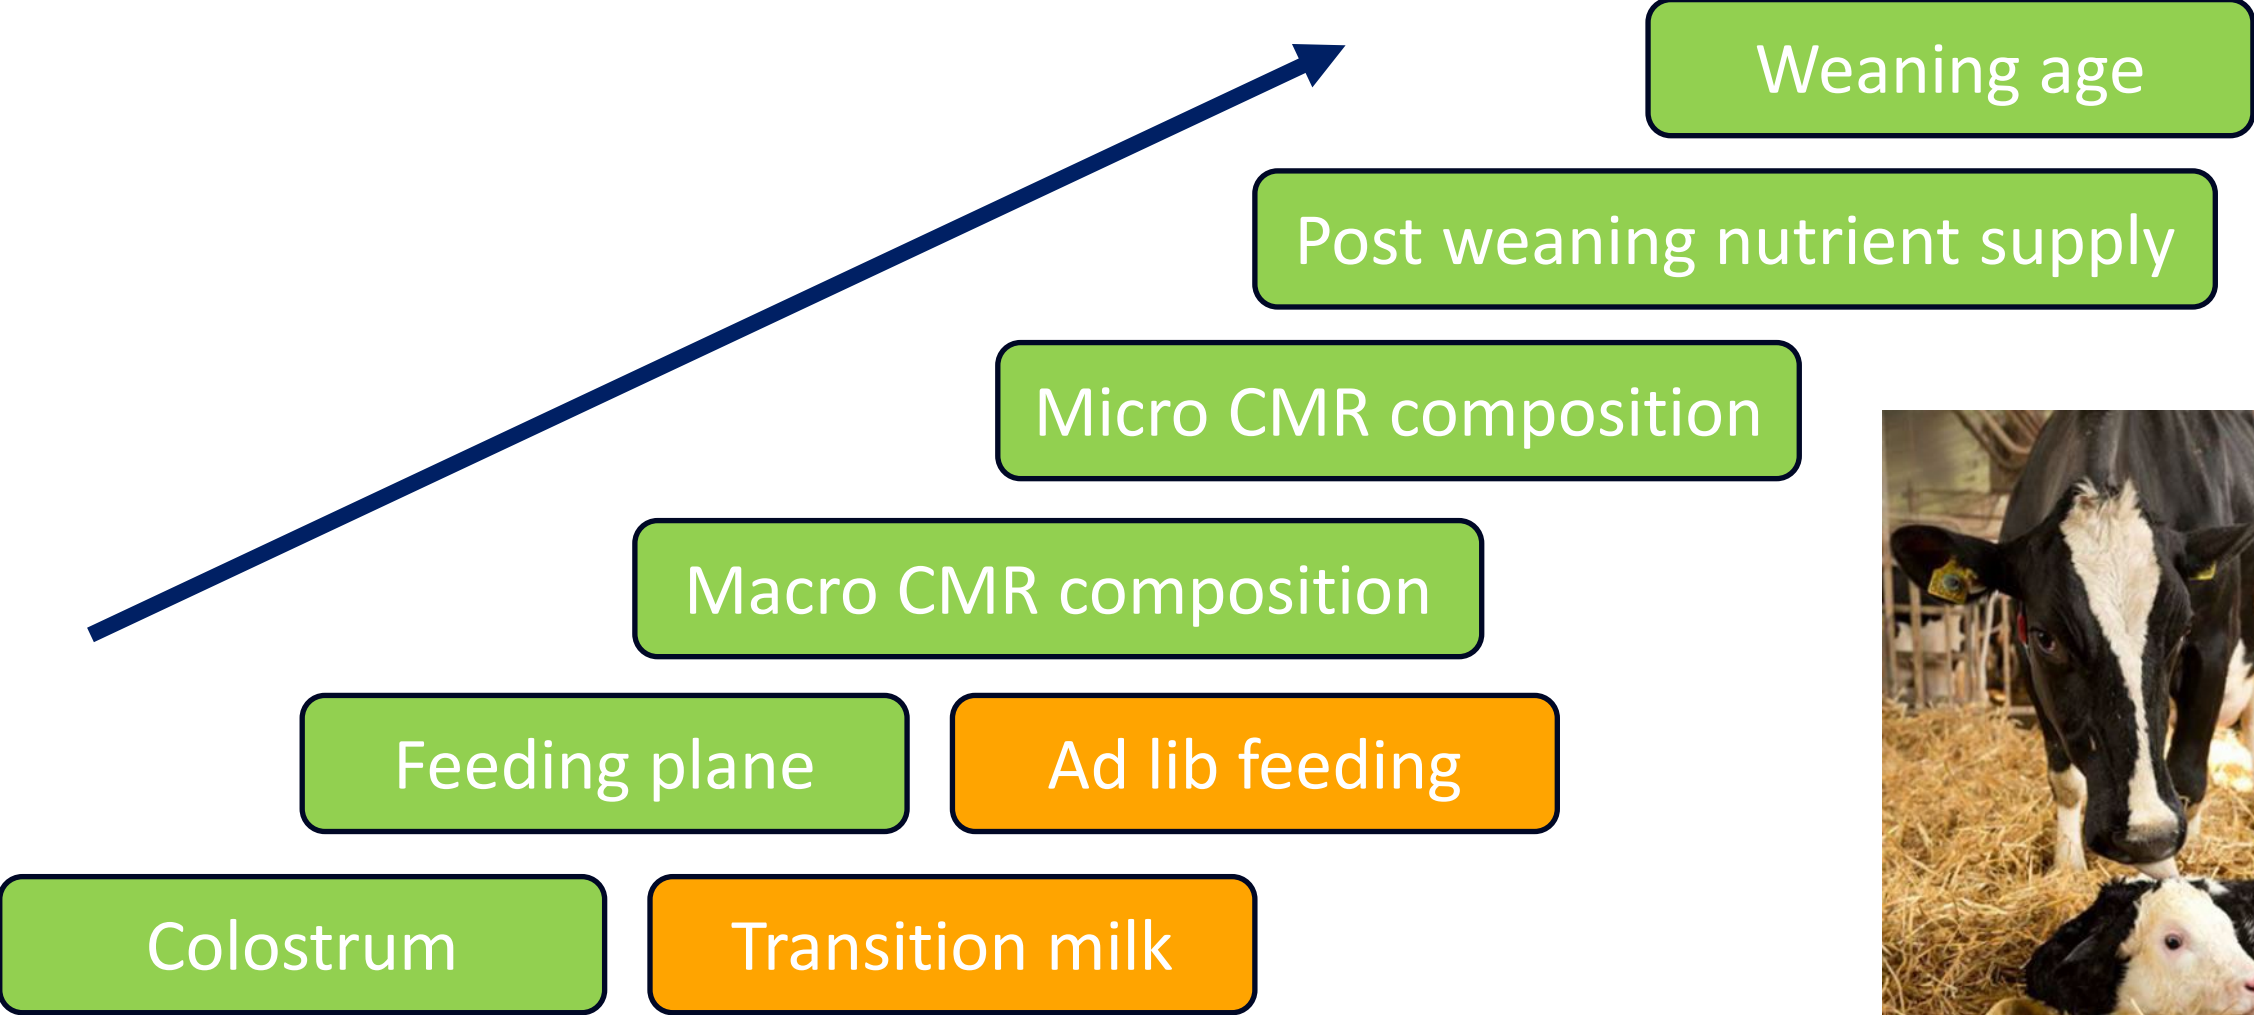 Weaning age
Post weaning nutrient supply
Micro CMR composition
Macro CMR composition
Feeding plane
Ad lib feeding
Colostrum
Transition milk